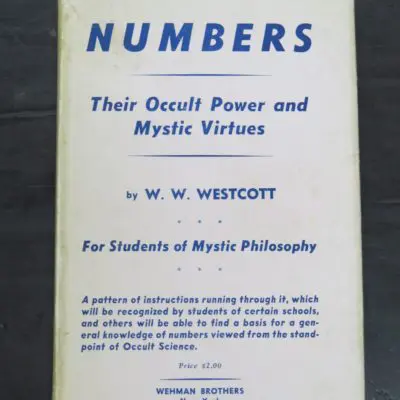 NUMBERS
Their Occult Power and
Mystic Virtues
by W. W. WESTCOTT
For Students of Mystic Philosophy
A pattern of instructions running through it, which
will be recognized by students of certain schools,
and others will be able to find a basis for a gen-
eral knowledge of numbers viewed from the stand-
point of Occult Science.
Price $2.00
WEHMAN BROTHERS
New York